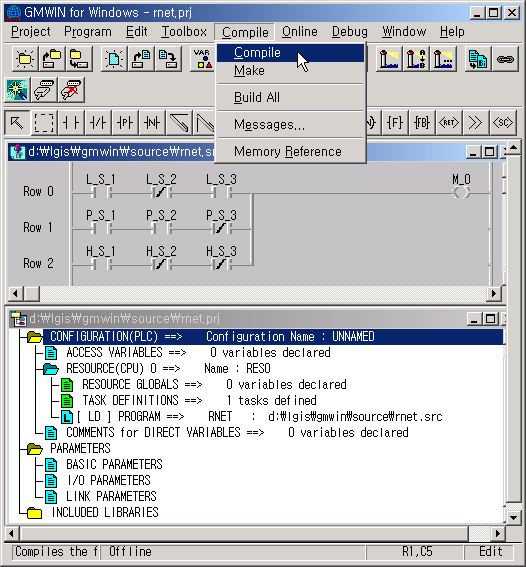 GMWIN for Windows - rnet,prj
Project Program Edit Toolbox Compile Online Debug Window Help
VAR
Compile
Make
Build All
Messages...
Memory Reference
{F} {FB} <RET> >> <SC>
d:₩lgis₩gmwin₩source₩rnet,sr
L_S_1 L_S_2 L_S_3 M_O
Row 0
P_S_1 P_S_2 P_S_3
Row 1
H_S_1 H_S_2 H_S_3
Row 2
d:₩lgis₩gmwin₩source₩rnet,prj
CONFIGURATION(PLC) ==> Configuration Name : UNNAMED
ACCESS VARIABLES ==> 0 variables declared
RESOURCE(CPU) 0 ==> Name : RES0
RESOURCE GLOBALS ==> 0 variables declared
TASK DEFINITIONS ==> 1 tasks defined
[ LD ] PROGRAM ==> RNET : d:₩lgis₩gmwin₩source₩rnet.src
COMMENTS for DIRECT VARIABLES ==> 0 variables declared
PARAMETERS
BASIC PARAMETERS
I/O PARAMETERS
LINK PARAMETERS
INCLUDED LIBRARIES
Compiles the f Offline R1,C5 Edit